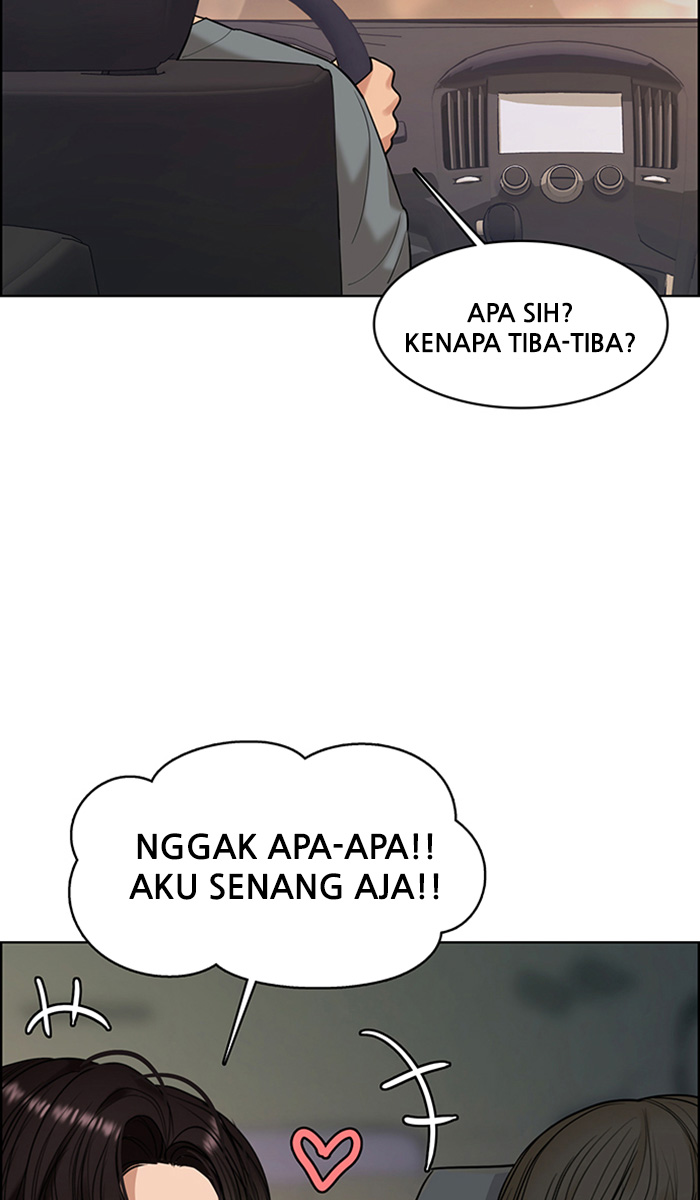 APA SIH?
KENAPA TIBA-TIBA?
NGGAK APA-APA!!
AKU SENANG AJA!!